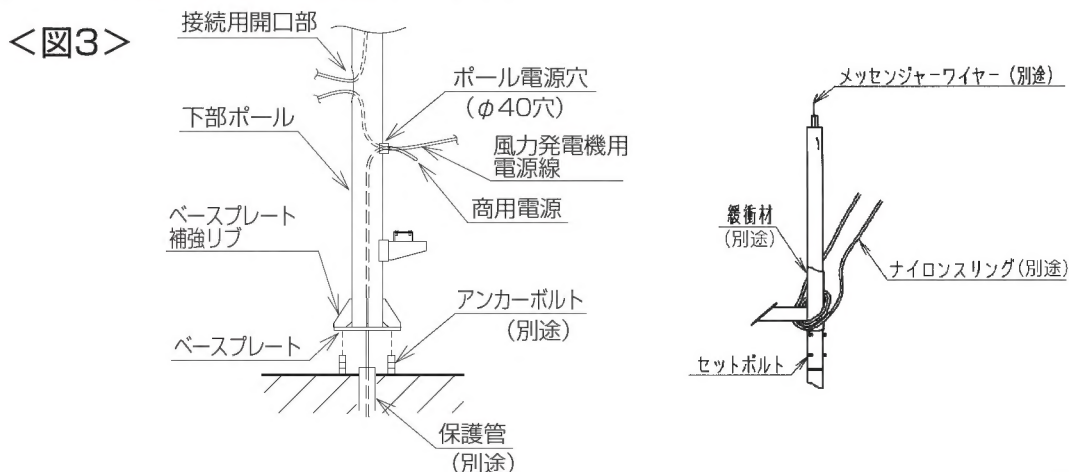 <図3>
接続用開口部
ポール電源穴
(φ40穴)
下部ポール
風力発電機用
電源線
商用電源
ベースプレート
補強リブ
アンカーボルト
(別途)
ベースプレート
保護管
(別途)
メッセンジャーワイヤー(別途)
緩衝材
(別途)
ナイロンスリング(別途)
セットボルト